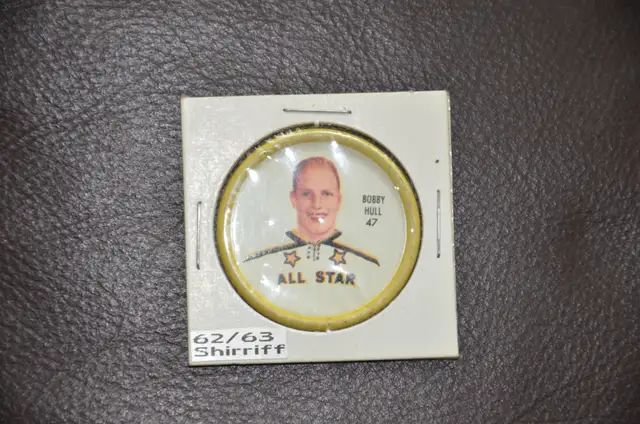 BOBBY
HULL
47
ALL STAR
62/63
Shirriff